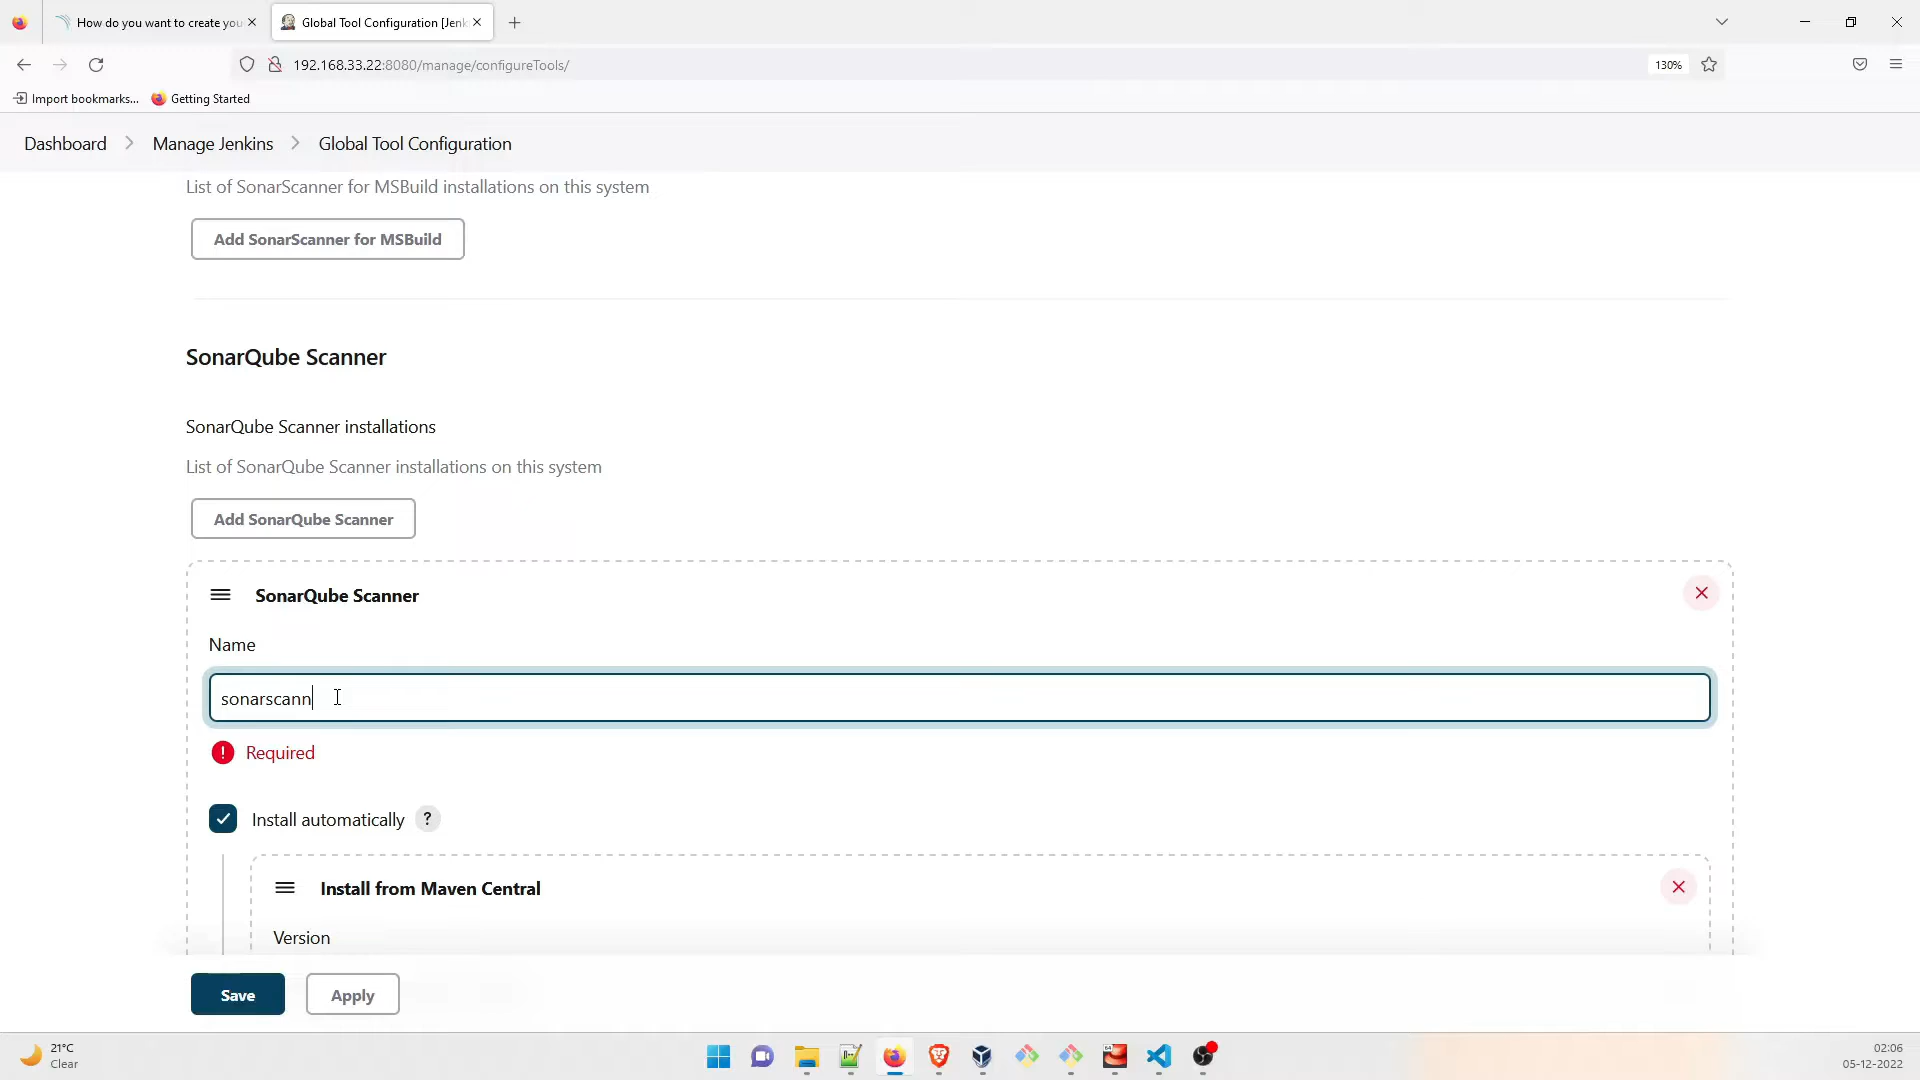 How do you want to create you
Global Tool Configuration [Jenk
192.168.33.22:8080/manage/configureTools/
130%
Import bookmarks...
Getting Started
Dashboard
Manage Jenkins
Global Tool Configuration
List of SonarScanner for MSBuild installations on this system
Add SonarScanner for MSBuild
SonarQube Scanner
SonarQube Scanner installations
List of SonarQube Scanner installations on this system
Add SonarQube Scanner
SonarQube Scanner
Name
sonarscann
Required
Install automatically ?
Install from Maven Central
Version
Save
Apply
21°C
Clear
02:06
05-12-2022